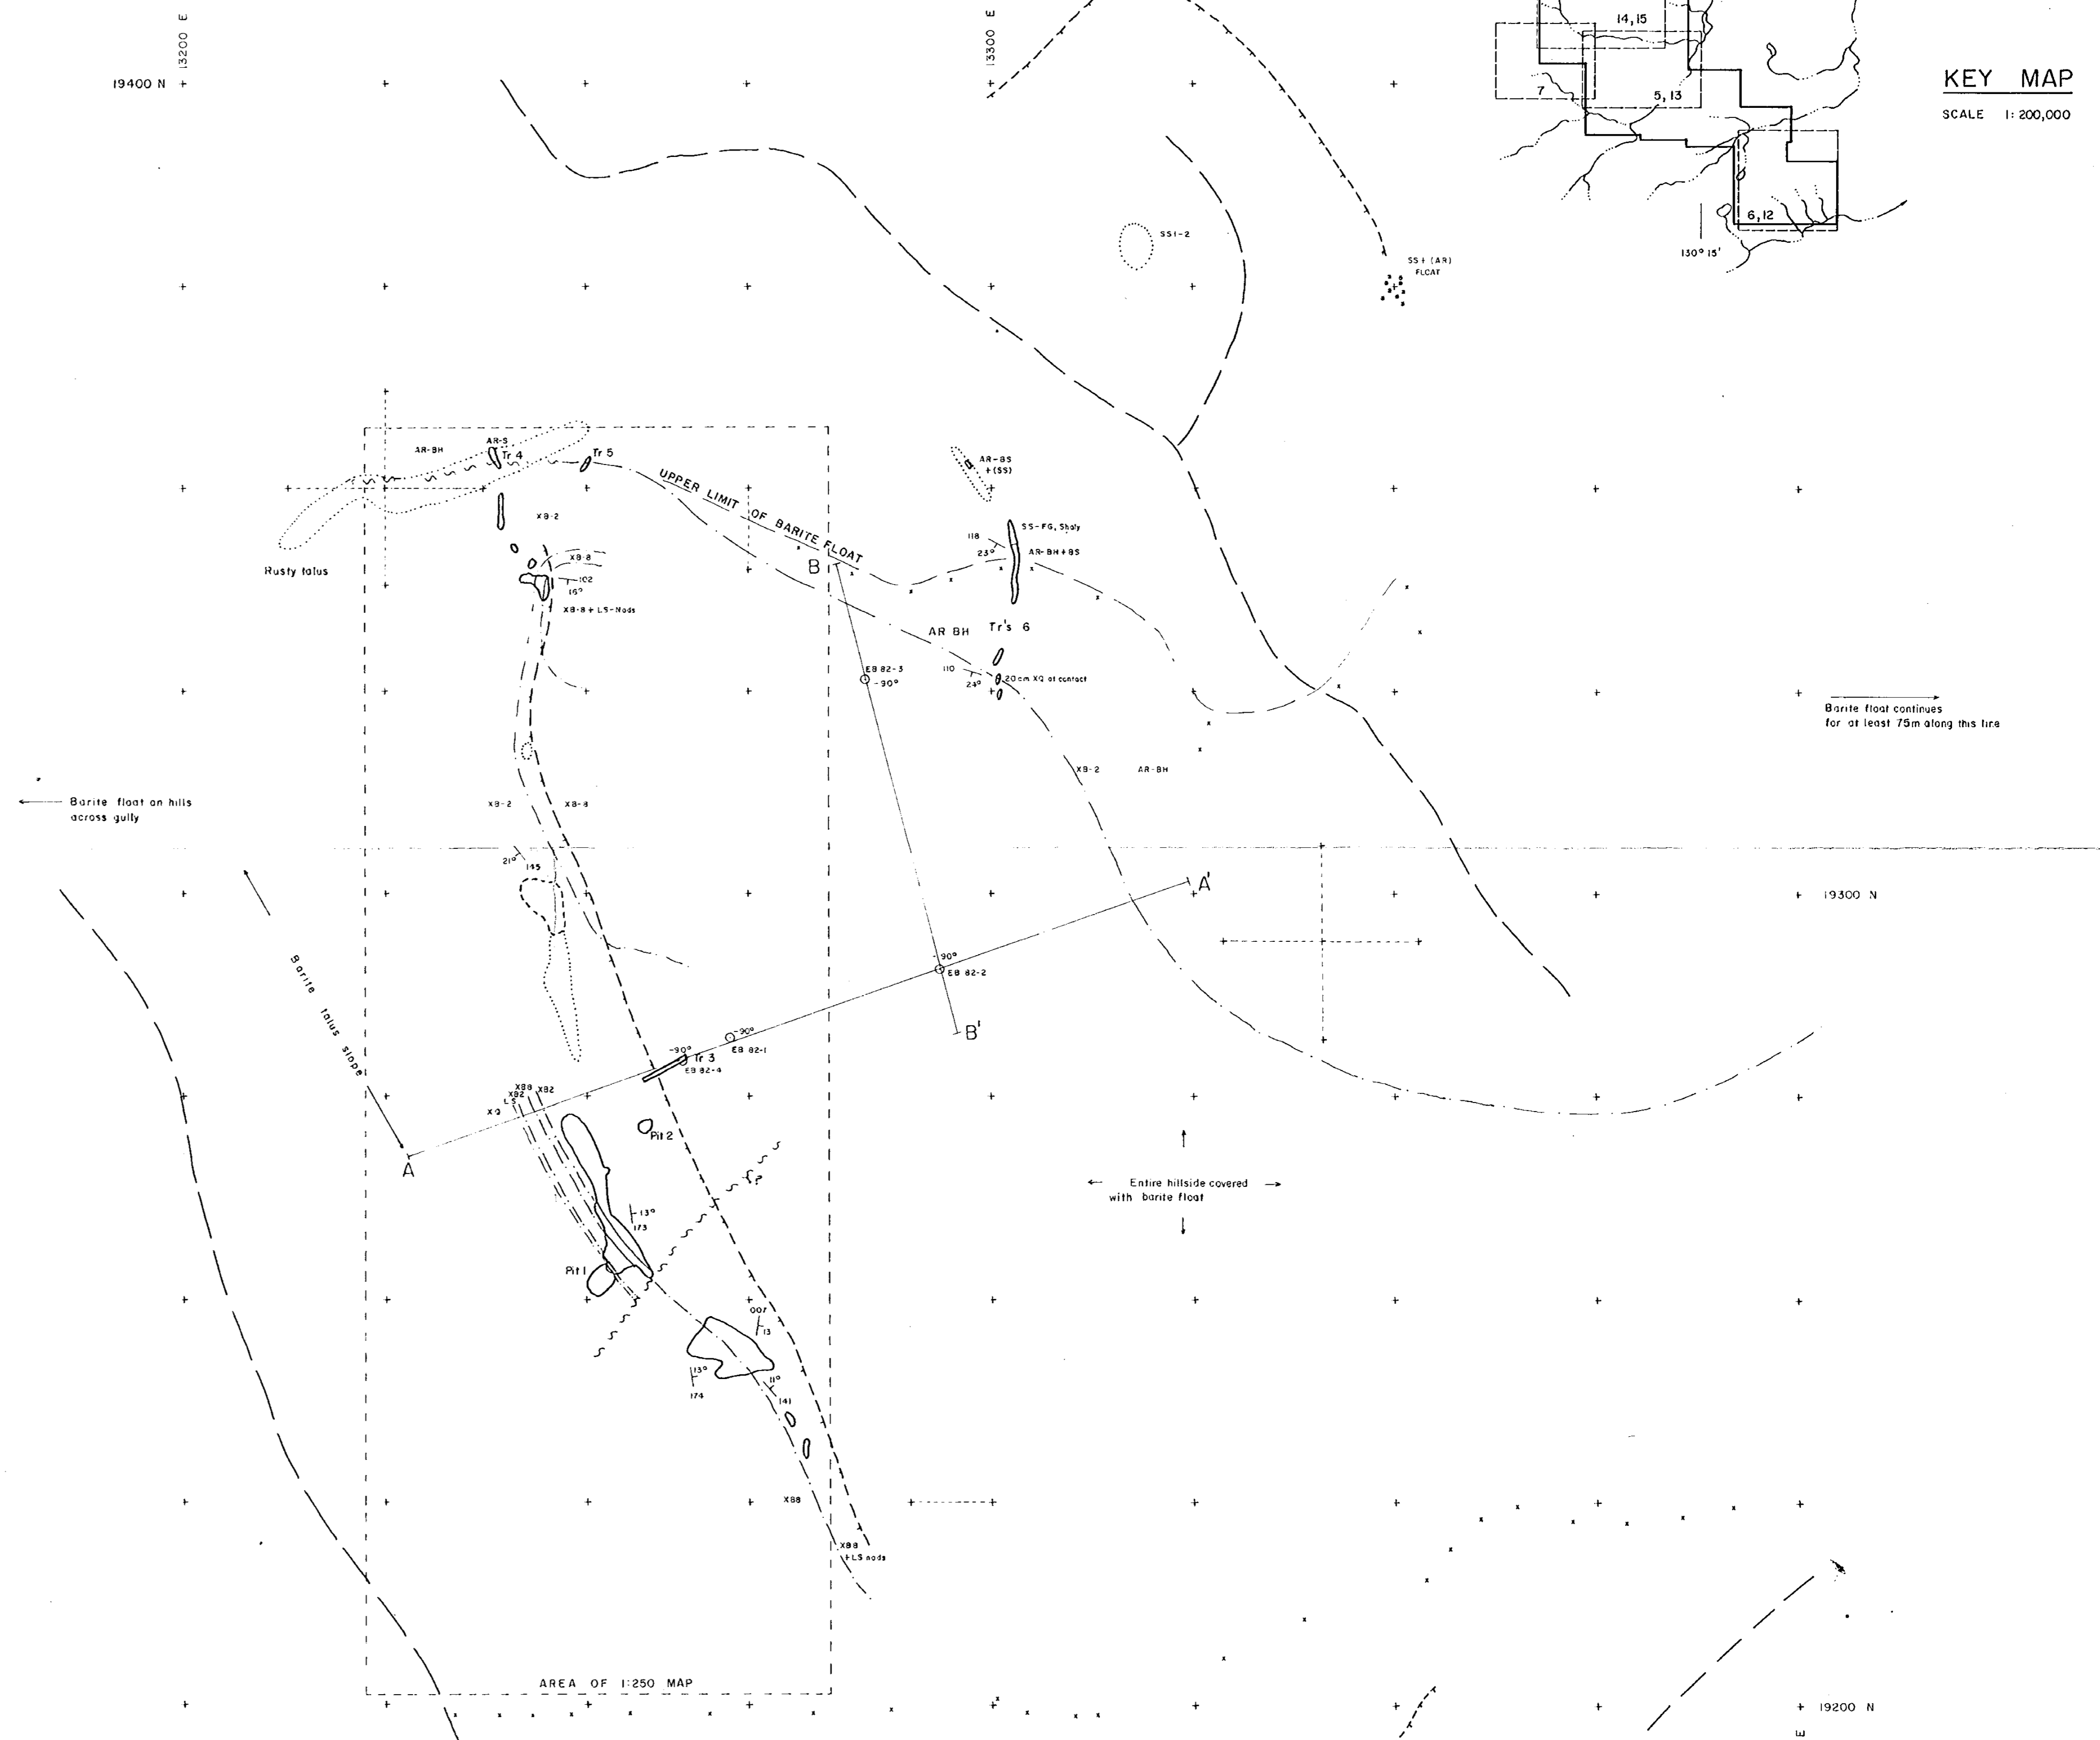 13200 E
13300 E
19400 N
14,15
7
5,13
6,12
130° 15'
KEY MAP
SCALE 1:200,000
SS1-2
SS+(AR)
FLOAT
AR-BH
AR-S
Tr 4
Tr 5
UPPER LIMIT OF BARITE FLOAT
AR-BS
+(SS)
XB-2
SS-FG, Shaly
118
23°
AR-BH+BS
XB-8
Rusty talus
B
102
16°
XB-8+LS-Nods
AR BH
Tr's 6
EB 82-3
-90°
110
24°
20cm XQ at contact
Barite float continues
for at least 75m along this line
XB-2
AR-BH
Barite float on hills
across gully
XB-2
XB-8
21°
145
A'
19300 N
Barite talus slope
-90°
EB 82-2
B'
-90°
EB 82-1
-90°
Tr 3
EB 82-4
XB8
XB2
XB2
LS
XQ
Pit 2
A
?
Entire hillside covered
with barite float
13°
173
Pit 1
007
13
13°
174
11°
141
XB8
XB8
+LS nods
AREA OF 1:250 MAP
19200 N
E